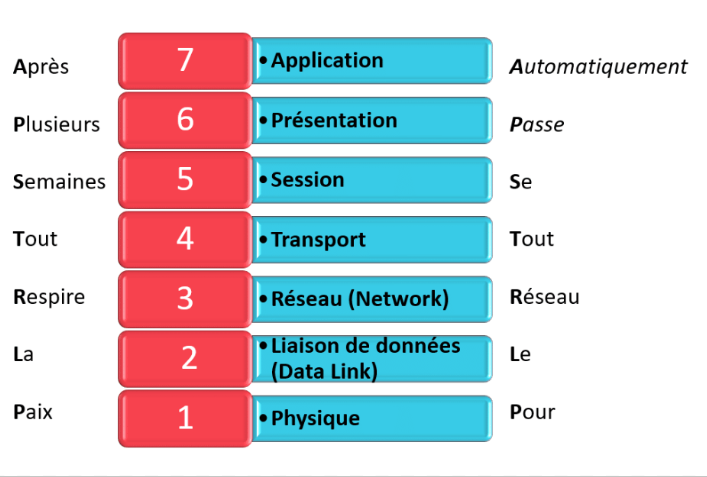 Après 7 • Application Automatiquement
Plusieurs 6 • Présentation Passe
Semaines 5 • Session Se
Tout 4 • Transport Tout
Respire 3 • Réseau (Network) Réseau
La 2 • Liaison de données (Data Link) Le
Paix 1 • Physique Pour